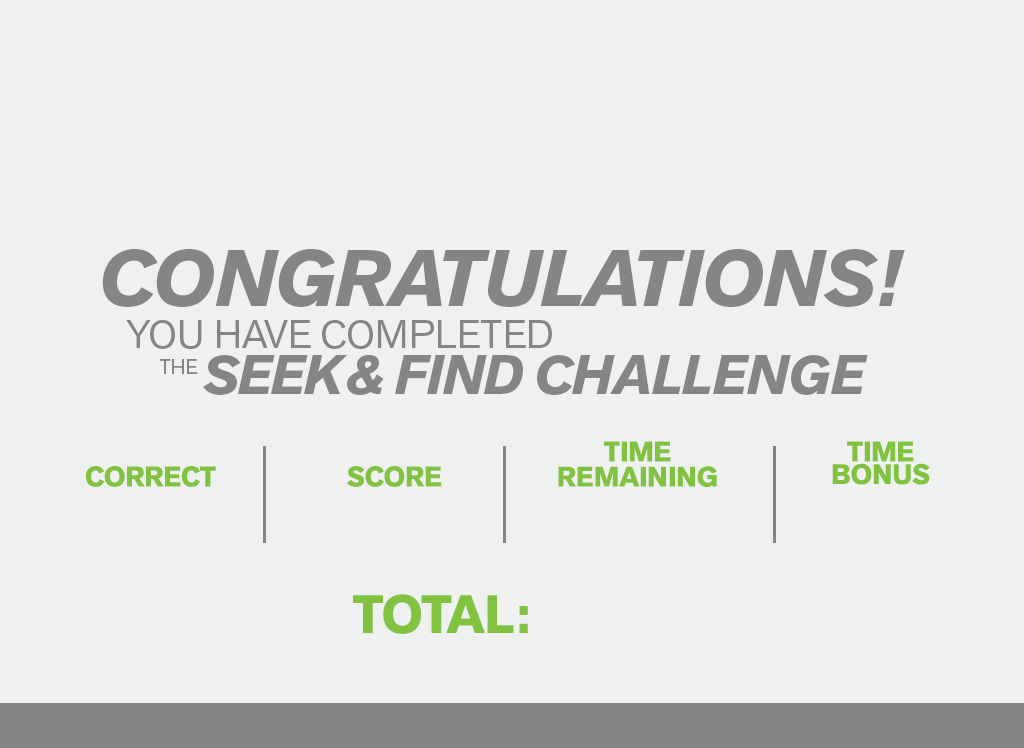 CONGRATULATIONS!
YOU HAVE COMPLETED
THE SEEK & FIND CHALLENGE
CORRECT
SCORE
TIME
REMAINING
TIME
BONUS
TOTAL: